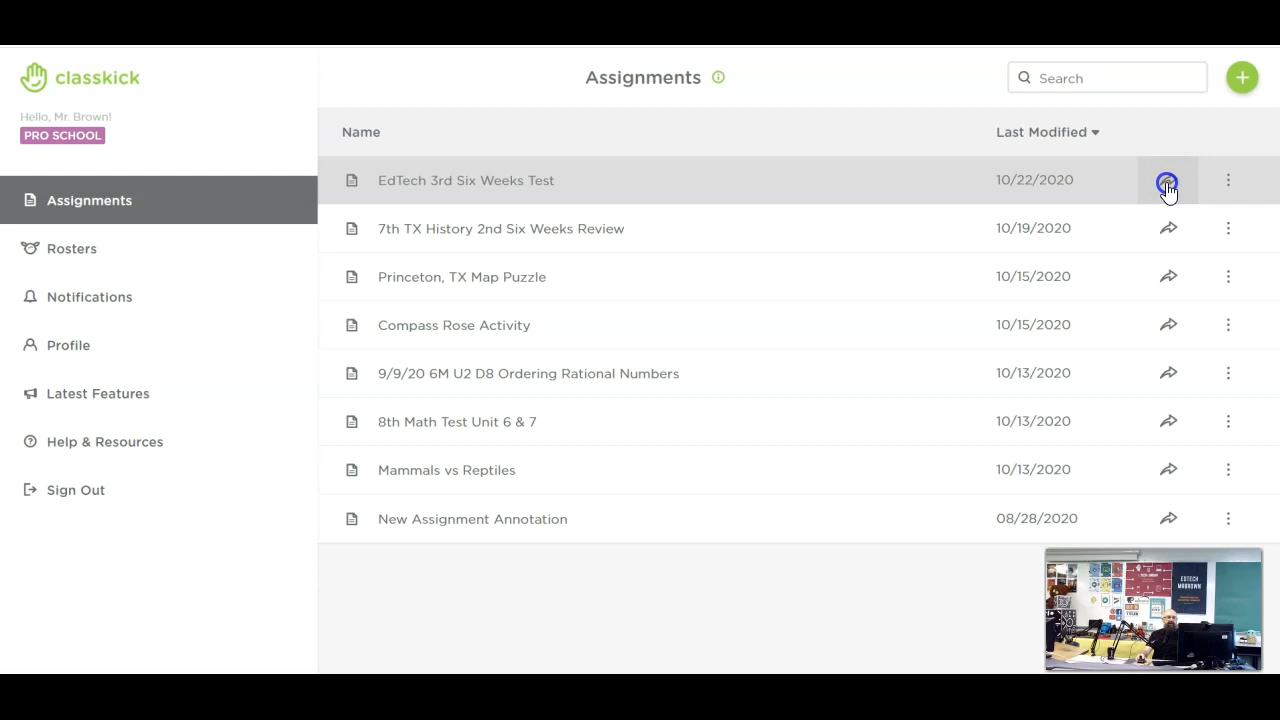 classkick
Hello, Mr. Brown!
PRO SCHOOL
Assignments
Rosters
Notifications
Profile
Latest Features
Help & Resources
Sign Out
Assignments
Search
Name
Last Modified
EdTech 3rd Six Weeks Test
10/22/2020
7th TX History 2nd Six Weeks Review
10/19/2020
Princeton, TX Map Puzzle
10/15/2020
Compass Rose Activity
10/15/2020
9/9/20 6M U2 D8 Ordering Rational Numbers
10/13/2020
8th Math Test Unit 6 & 7
10/13/2020
Mammals vs Reptiles
10/13/2020
New Assignment Annotation
08/28/2020
EDTECH
MRBROWN